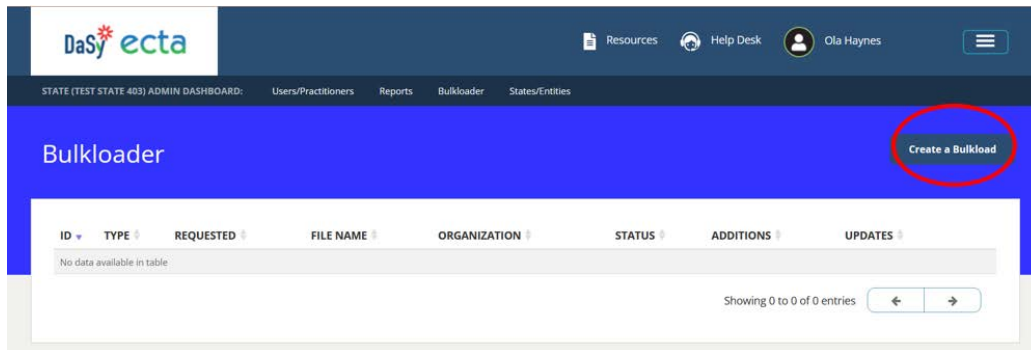 DaSy ecta
Resources
Help Desk
Ola Haynes
STATE (TEST STATE 403) ADMIN DASHBOARD: Users/Practitioners Reports Bulkloader States/Entities
Bulkloader
Create a Bulkload
ID TYPE REQUESTED FILE NAME ORGANIZATION STATUS ADDITIONS UPDATES
No data available in table
Showing 0 to 0 of 0 entries